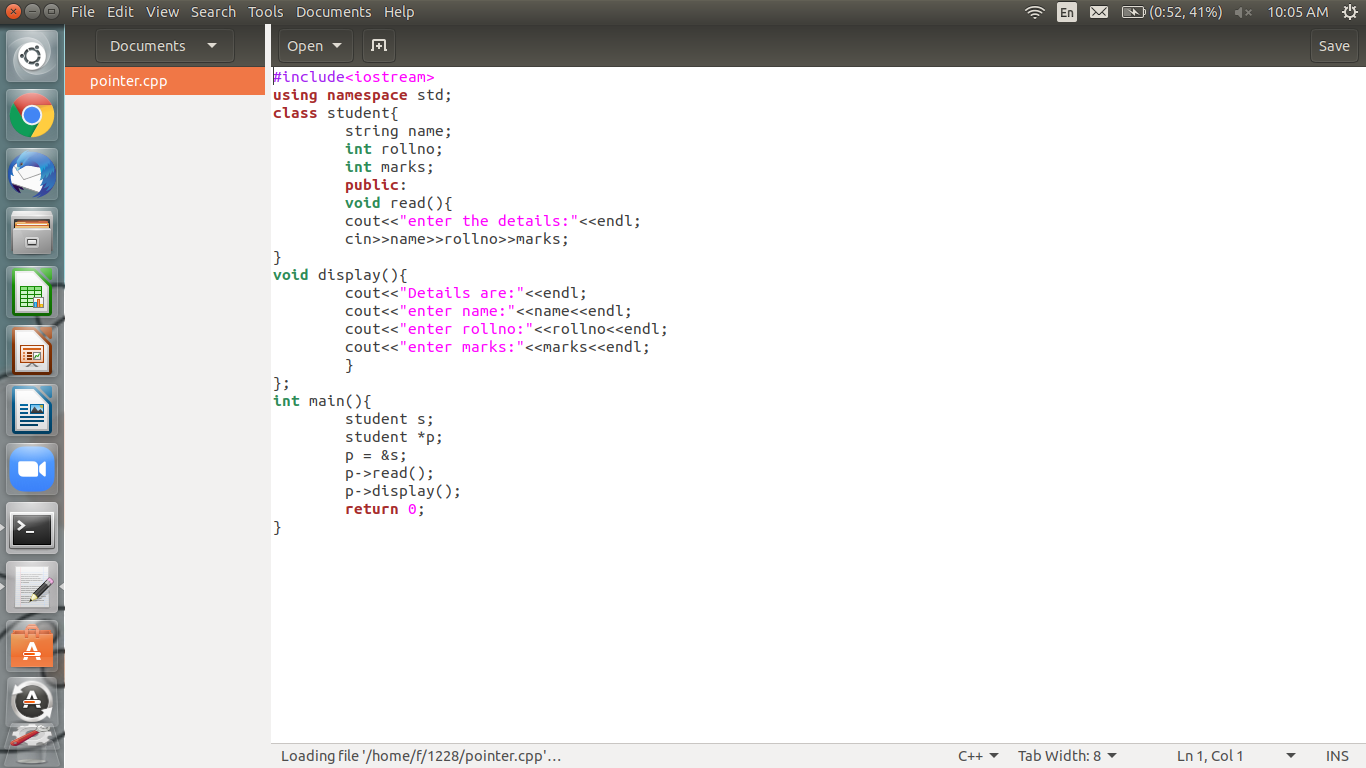 File Edit View Search Tools Documents Help
En
(0:52, 41%)
10:05 AM
Documents
Open
Save
pointer.cpp
#include<iostream>
using namespace std;
class student{
        string name;
        int rollno;
        int marks;
        public:
        void read(){
        cout<<"enter the details:"<<endl;
        cin>>name>>rollno>>marks;
}
void display(){
        cout<<"Details are:"<<endl;
        cout<<"enter name:"<<name<<endl;
        cout<<"enter rollno:"<<rollno<<endl;
        cout<<"enter marks:"<<marks<<endl;
        }
};
int main(){
        student s;
        student *p;
        p = &s;
        p->read();
        p->display();
        return 0;
}
Loading file '/home/f/1228/pointer.cpp'…
C++
Tab Width: 8
Ln 1, Col 1
INS